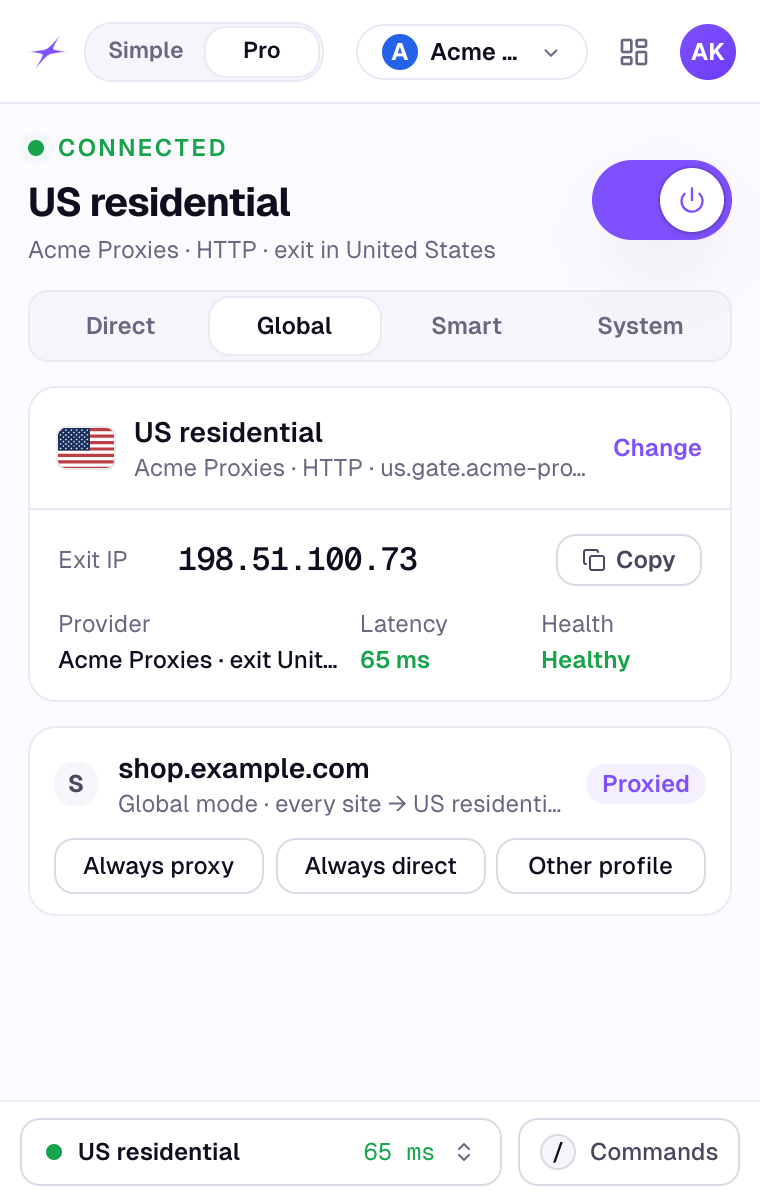 Simple Pro A Acme ... AK
CONNECTED
US residential
Acme Proxies · HTTP · exit in United States
Direct Global Smart System
US residential
Acme Proxies · HTTP · us.gate.acme-pro...
Change
Exit IP 198.51.100.73 Copy
Provider Latency Health
Acme Proxies · exit Unit... 65 ms Healthy
S
shop.example.com
Global mode · every site → US residenti...
Proxied
Always proxy Always direct Other profile
US residential 65 ms / Commands